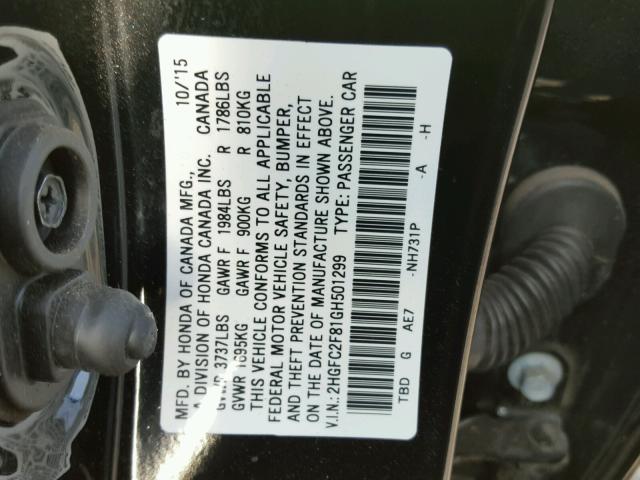 MFD. BY HONDA OF CANADA MFG., 10/'15
A DIVISION OF HONDA CANADA INC. CANADA
GVWR 3737LBS GAWR F 1984LBS R 1786LBS
GVWR 1695KG GAWR F 900KG R 810KG
THIS VEHICLE CONFORMS TO ALL APPLICABLE
FEDERAL MOTOR VEHICLE SAFETY, BUMPER,
AND THEFT PREVENTION STANDARDS IN EFFECT
ON THE DATE OF MANUFACTURE SHOWN ABOVE.
V.I.N.: 2HGFC2F81GH501299 TYPE: PASSENGER CAR
TBD G AE7 -NH731P -A -H